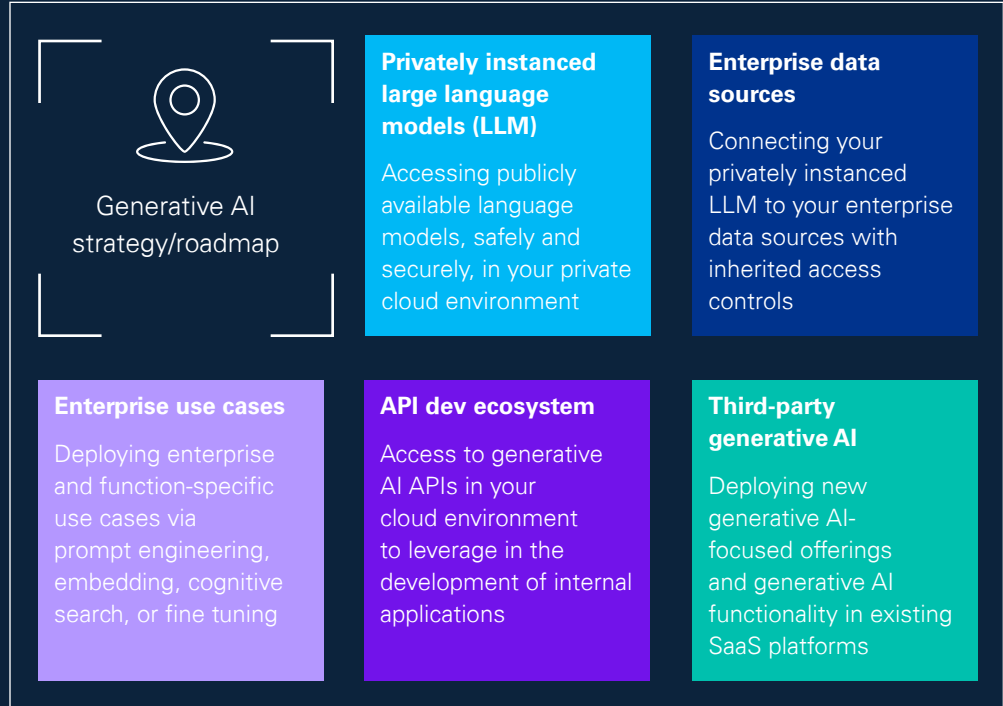 Generative AI
strategy/roadmap
Privately instanced
large language
models (LLM)
Accessing publicly
available language
models, safely and
securely, in your private
cloud environment
Enterprise data
sources
Connecting your
privately instanced
LLM to your enterprise
data sources with
inherited access
controls
Enterprise use cases
Deploying enterprise
and function-specific
use cases via
prompt engineering,
embedding, cognitive
search, or fine tuning
API dev ecosystem
Access to generative
AI APIs in your
cloud environment
to leverage in the
development of internal
applications
Third-party
generative AI
Deploying new
generative AI-
focused offerings
and generative AI
functionality in existing
SaaS platforms